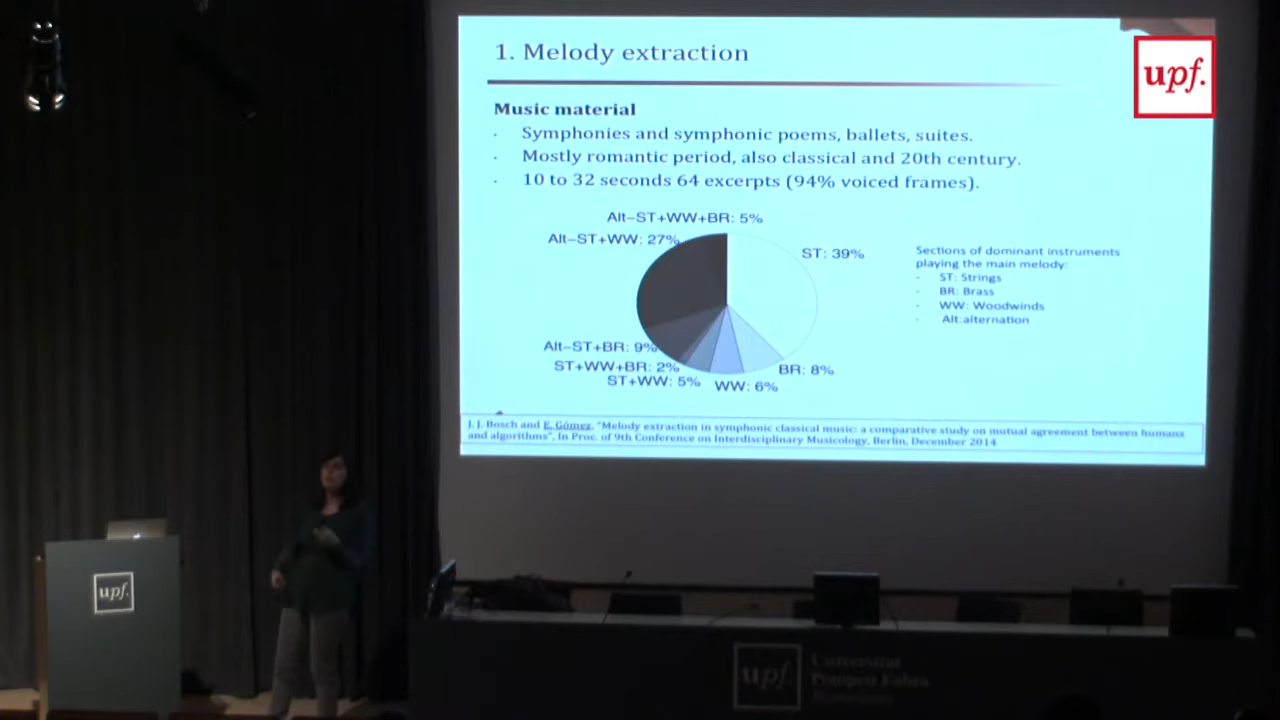 1. Melody extraction
upf.
Music material
· Symphonies and symphonic poems, ballets, suites.
· Mostly romantic period, also classical and 20th century.
· 10 to 32 seconds 64 excerpts (94% voiced frames).
Alt-ST+WW+BR: 5%
Alt-ST+WW: 27%
ST: 39%
Alt-ST+BR: 9%
ST+WW+BR: 2%
ST+WW: 5%
WW: 6%
BR: 8%
Sections of dominant instruments
playing the main melody:
- ST: Strings
- BR: Brass
- WW: Woodwinds
- Alt:alternation
J. J. Bosch and E. Gómez. "Melody extraction in symphonic classical music: a comparative study on mutual agreement between humans
and algorithms", In Proc. of 9th Conference on Interdisciplinary Musicology, Berlin, December 2014
upf.
upf.
Universitat
Pompeu Fabra
Barcelona